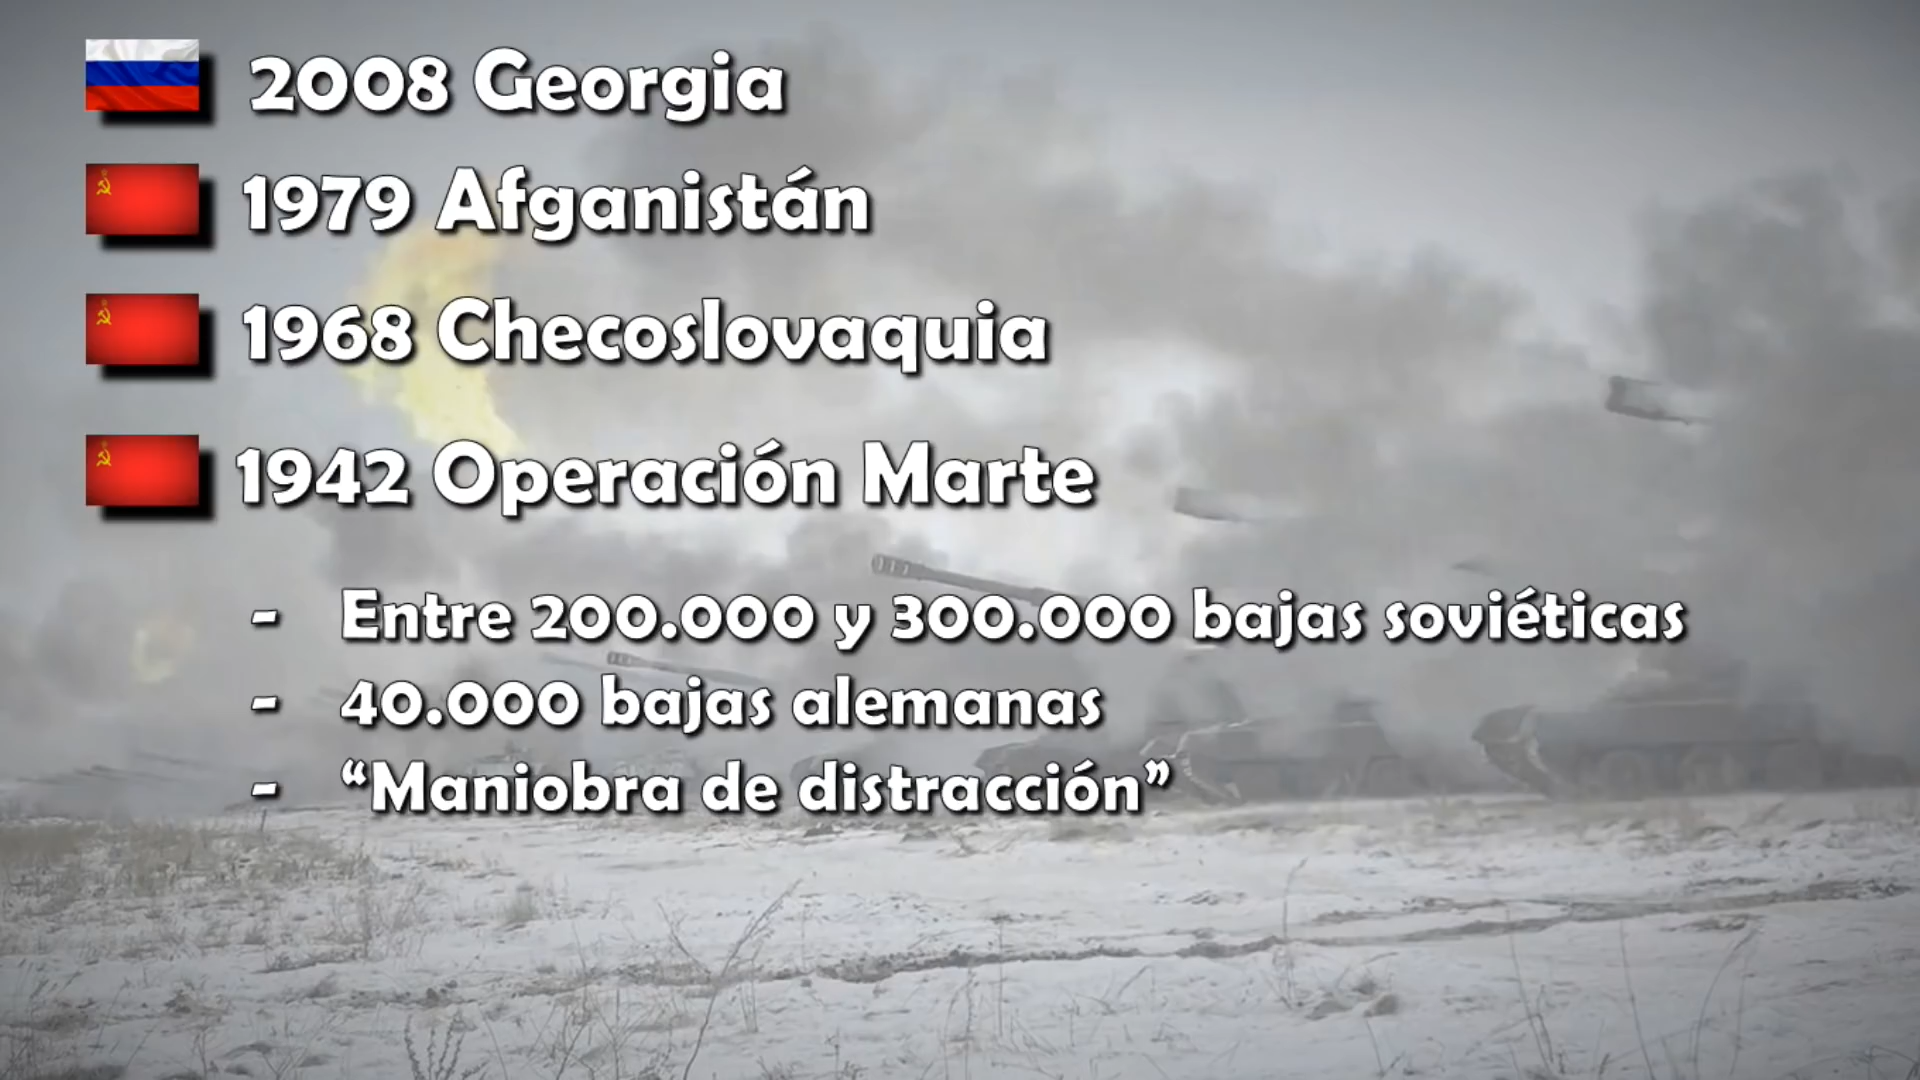 2008 Georgia
1979 Afganistán
1968 Checoslovaquia
1942 Operación Marte
- Entre 200.000 y 300.000 bajas soviéticas
- 40.000 bajas alemanas
- “Maniobra de distracción”